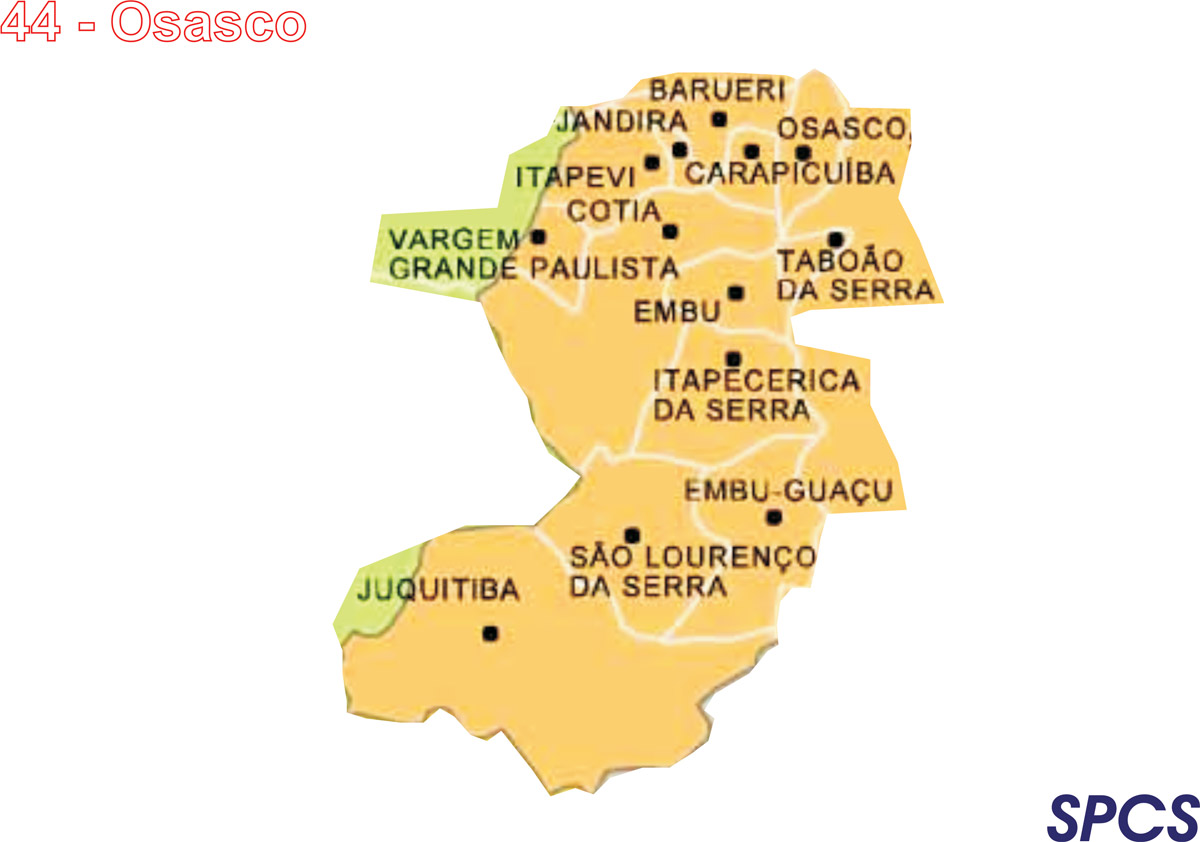 44 - Osasco
BARUERI
JANDIRA
OSASCO
ITAPEVI
CARAPICUÍBA
COTIA
VARGEM
GRANDE PAULISTA
TABOÃO
DA SERRA
EMBU
ITAPECERICA
DA SERRA
EMBU-GUAÇU
SÃO LOURENÇO
DA SERRA
JUQUITIBA
SPCS